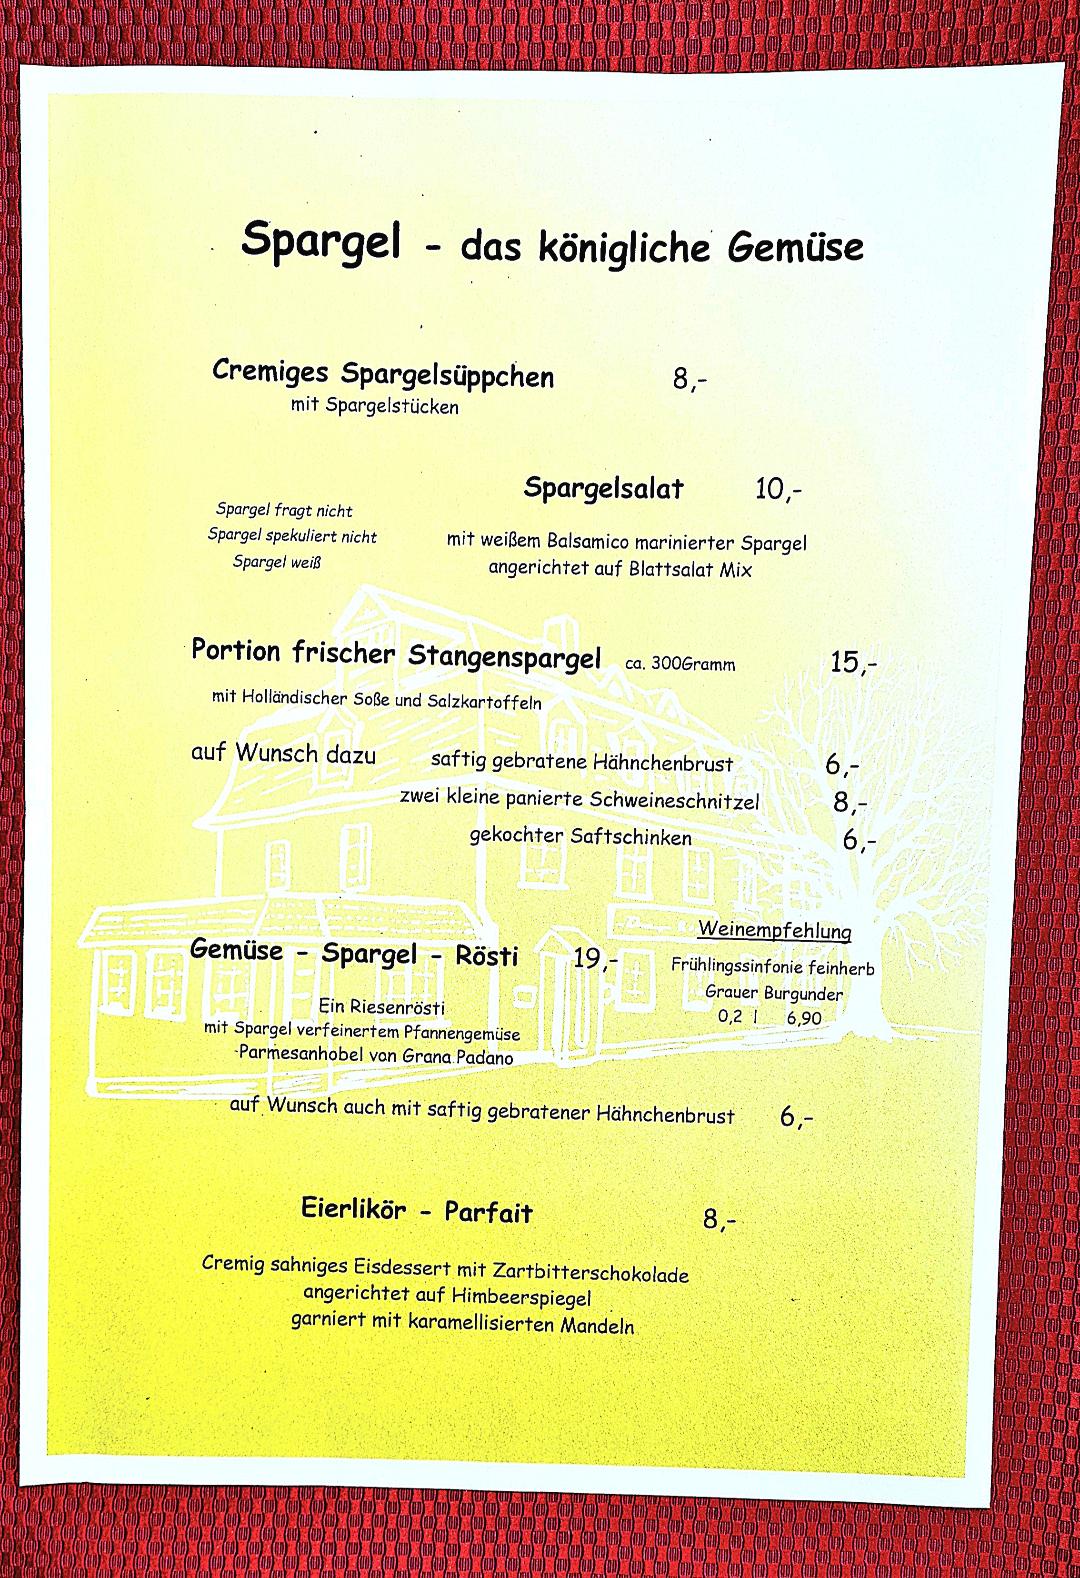 Spargel - das königliche Gemüse
Cremiges Spargelsüppchen 8,-
mit Spargelstücken
Spargelsalat 10,-
mit weißem Balsamico marinierter Spargel
angerichtet auf Blattsalat Mix
Spargel fragt nicht
Spargel spekuliert nicht
Spargel weiß
Portion frischer Stangenspargel ca. 300Gramm 15,-
mit Holländischer Soße und Salzkartoffeln
auf Wunsch dazu saftig gebratene Hähnchenbrust 6,-
zwei kleine panierte Schweineschnitzel 8,-
gekochter Saftschinken 6,-
Gemüse - Spargel - Rösti 19,-
Ein Riesenrösti
mit Spargel verfeinertem Pfannengemüse
-Parmesanhobel von Grana Padano
auf Wunsch auch mit saftig gebratener Hähnchenbrust 6,-
Weinempfehlung
Frühlingssinfonie feinherb
Grauer Burgunder
0,2 l 6,90
Eierlikör - Parfait 8,-
Cremig sahniges Eisdessert mit Zartbitterschokolade
angerichtet auf Himbeerspiegel
garniert mit karamellisierten Mandeln